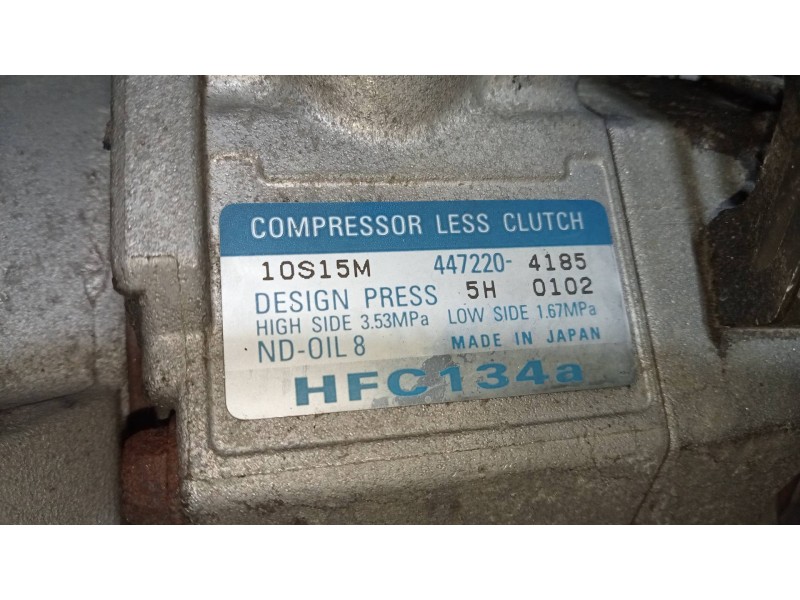 COMPRESSOR LESS CLUTCH
10S15M 447220- 4185
DESIGN PRESS 5H 0102
HIGH SIDE 3.53MPa LOW SIDE 1.67MPa
ND-OIL 8 MADE IN JAPAN
HFC134a